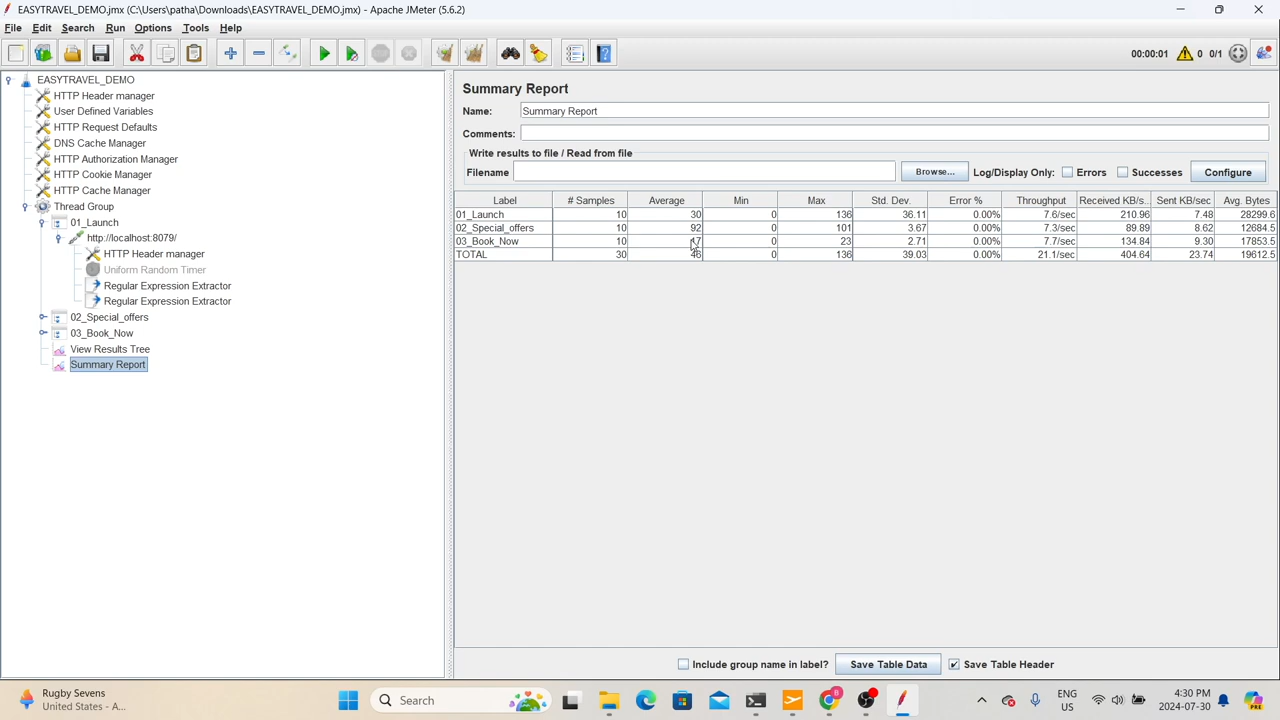 EASYTRAVEL_DEMO.jmx (C:\Users\patha\Downloads\EASYTRAVEL_DEMO.jmx) - Apache JMeter (5.6.2)
File Edit Search Run Options Tools Help
00:00:01 0 0/1
EASYTRAVEL_DEMO
HTTP Header manager
User Defined Variables
HTTP Request Defaults
DNS Cache Manager
HTTP Authorization Manager
HTTP Cookie Manager
HTTP Cache Manager
Thread Group
01_Launch
http://localhost:8079/
HTTP Header manager
Uniform Random Timer
Regular Expression Extractor
Regular Expression Extractor
02_Special_offers
03_Book_Now
View Results Tree
Summary Report
Summary Report
Name: Summary Report
Comments:
Write results to file / Read from file
Filename Browse... Log/Display Only: Errors Successes Configure
Label # Samples Average Min Max Std. Dev. Error % Throughput Received KB/s... Sent KB/sec Avg. Bytes
01_Launch 10 30 0 136 36.11 0.00% 7.6/sec 210.96 7.48 28299.6
02_Special_offers 10 92 0 101 3.67 0.00% 7.3/sec 89.89 8.62 12684.5
03_Book_Now 10 17 0 23 2.71 0.00% 7.7/sec 134.84 9.30 17853.5
TOTAL 30 46 0 136 39.03 0.00% 21.1/sec 404.64 23.74 19612.5
Include group name in label? Save Table Data Save Table Header
Rugby Sevens
United States - A...
Search
ENG
US
4:30 PM
2024-07-30